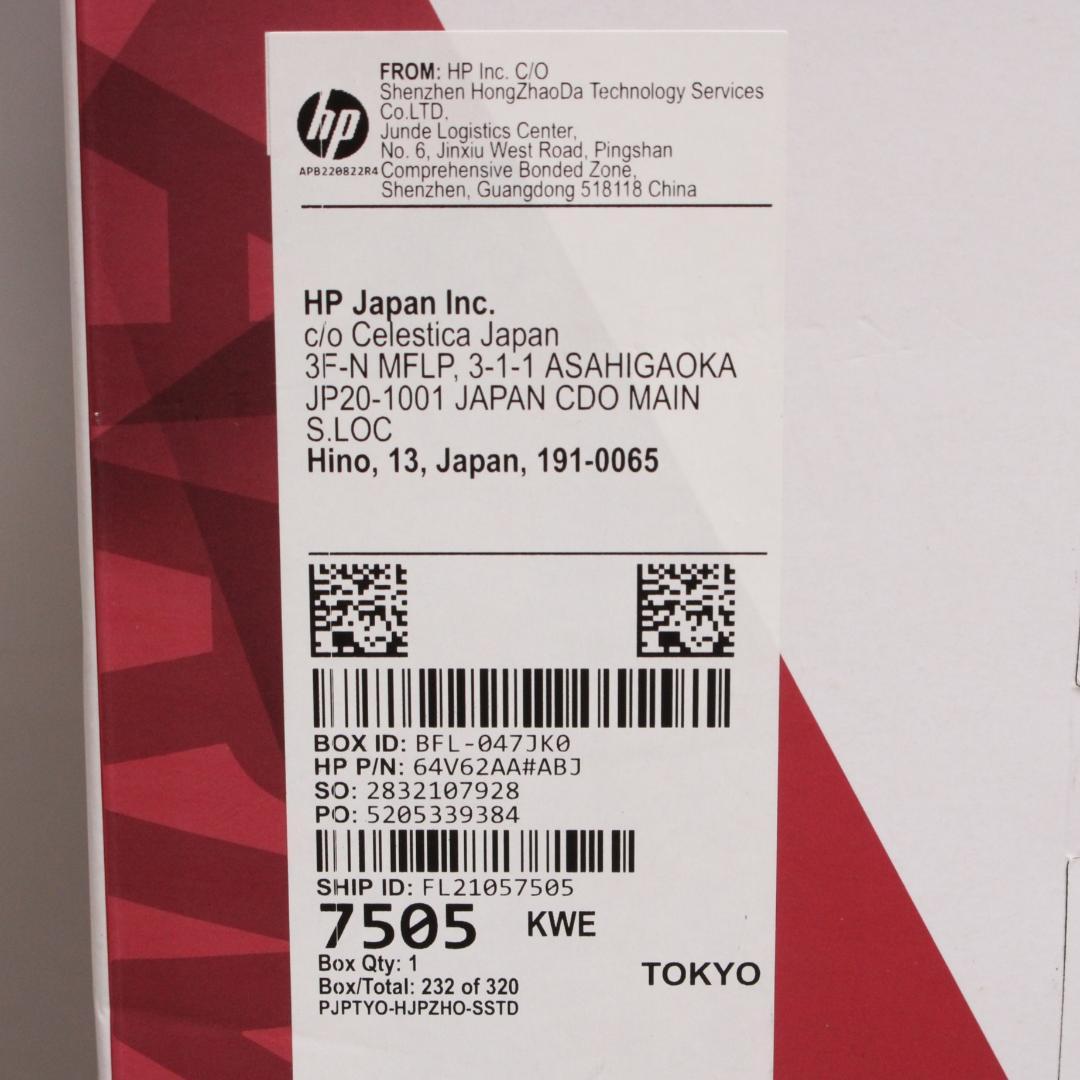 FROM: HP Inc. C/O
Shenzhen HongZhaoDa Technology Services
Co.LTD,
Junde Logistics Center,
No. 6, Jinxiu West Road, Pingshan
Comprehensive Bonded Zone,
Shenzhen, Guangdong 518118 China
hp
APB220822R4
HP Japan Inc.
c/o Celestica Japan
3F-N MFLP, 3-1-1 ASAHIGAOKA
JP20-1001 JAPAN CDO MAIN
S.LOC
Hino, 13, Japan, 191-0065
BOX ID: BFL-047JK0
HP P/N: 64V62AA#ABJ
SO: 2832107928
PO: 5205339384
SHIP ID: FL21057505
7505 KWE
Box Qty: 1
TOKYO
Box/Total: 232 of 320
PJPTYO-HJPZHO-SSTD